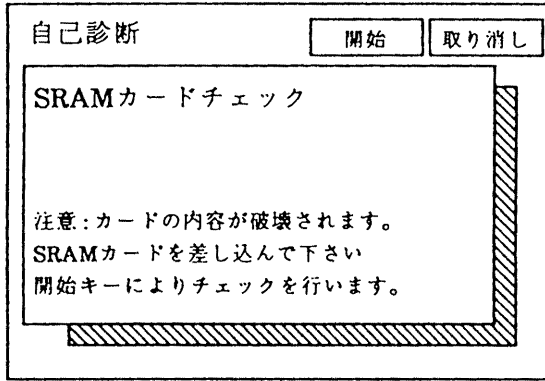 自己診断
開始
取り消し
SRAMカードチェック
注意:カードの内容が破壊されます。
SRAMカードを差し込んで下さい
開始キーによりチェックを行います。